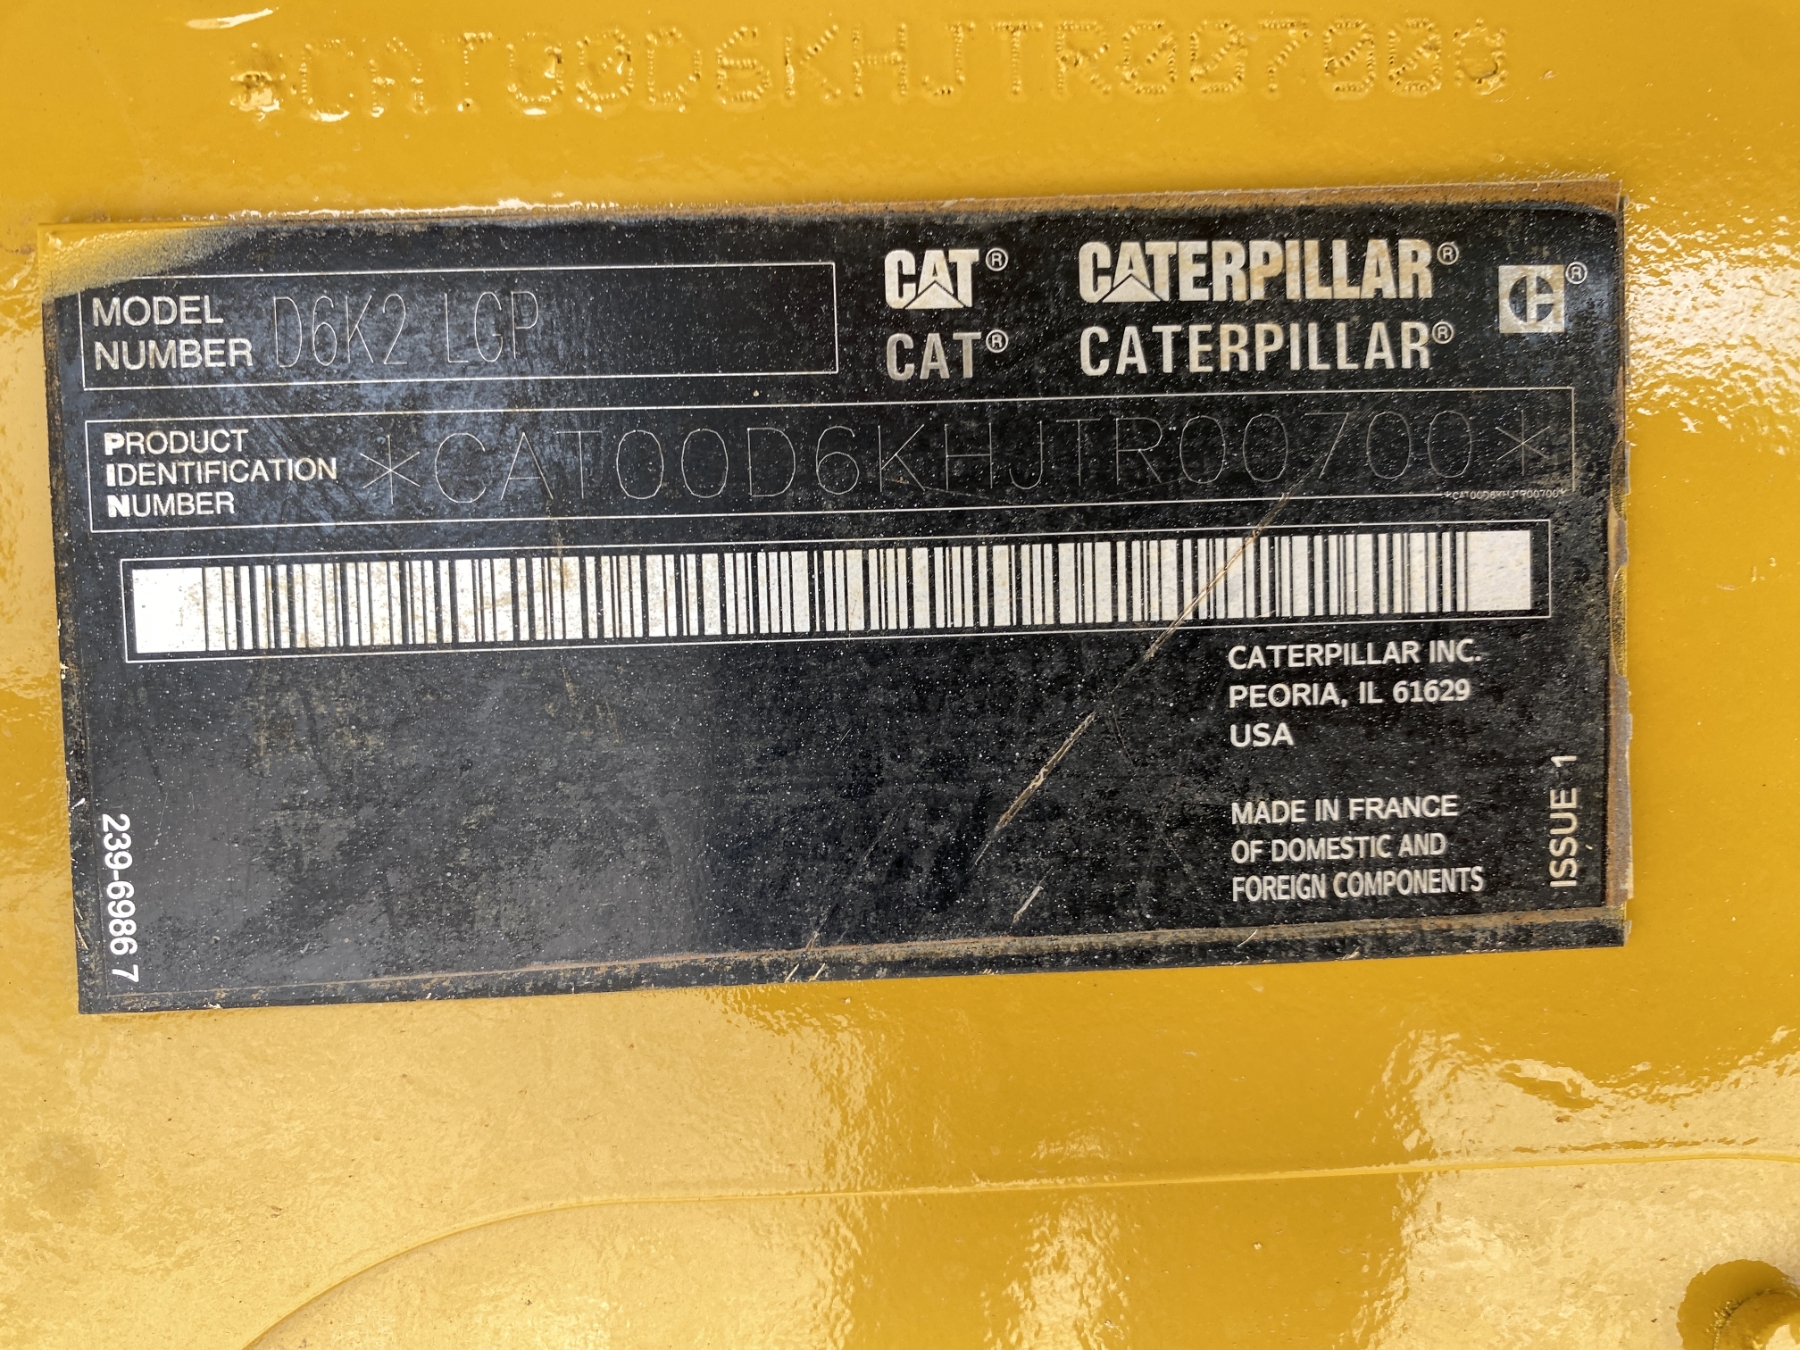 *CAT00D6KHJTR00700*
MODEL NUMBER D6K2 LGP
CAT® CATERPILLAR®
CAT® CATERPILLAR®
PRODUCT IDENTIFICATION NUMBER *CAT00D6KHJTR00700*
*CAT00D6KHJTR00700*
CATERPILLAR INC.
PEORIA, IL 61629
USA
MADE IN FRANCE
OF DOMESTIC AND
FOREIGN COMPONENTS
ISSUE 1
239-6986 7